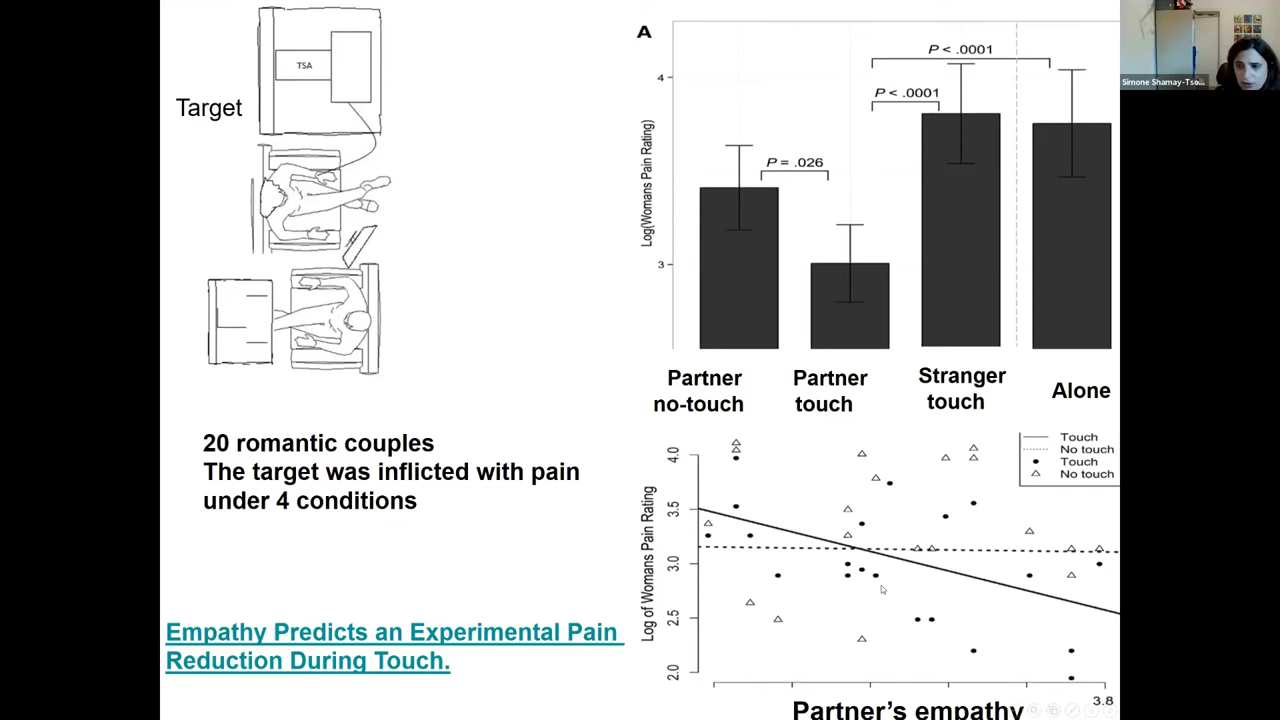 TSA
Target
20 romantic couples
The target was inflicted with pain
under 4 conditions
Empathy Predicts an Experimental Pain
Reduction During Touch.
A
P < .0001
P < .0001
P = .026
4
3
Log(Womans Pain Rating)
Partner
no-touch
Partner
touch
Stranger
touch
Alone
Touch
No touch
Touch
No touch
4.0
3.5
3.0
2.5
2.0
Log of Womans Pain Rating
3.8
Partner's empathy
Simone Shamay-Tso...